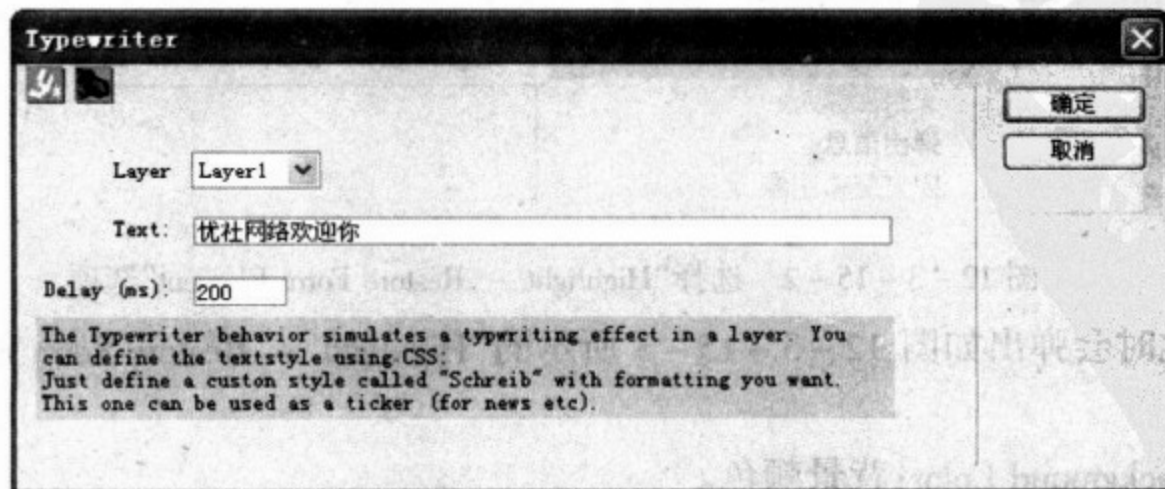 Typewriter
确定
取消
Layer Layer1
Text: 优社网络欢迎你
Delay (ms): 200
The Typewriter behavior simulates a typwriting effect in a layer. You
can define the textstyle using CSS:
Just define a custon style called "Schreib" with formatting you want.
This one can be used as a ticker (for news etc).